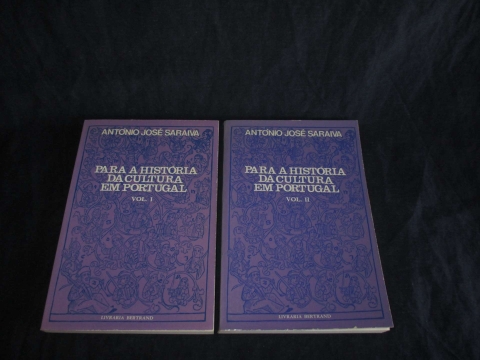 ANTÓNIO JOSÉ SARAIVA
PARA A HISTÓRIA
DA CULTURA
EM PORTUGAL
VOL. I
LIVRARIA BERTRAND
ANTÓNIO JOSÉ SARAIVA
PARA A HISTÓRIA
DA CULTURA
EM PORTUGAL
VOL. II
LIVRARIA BERTRAND